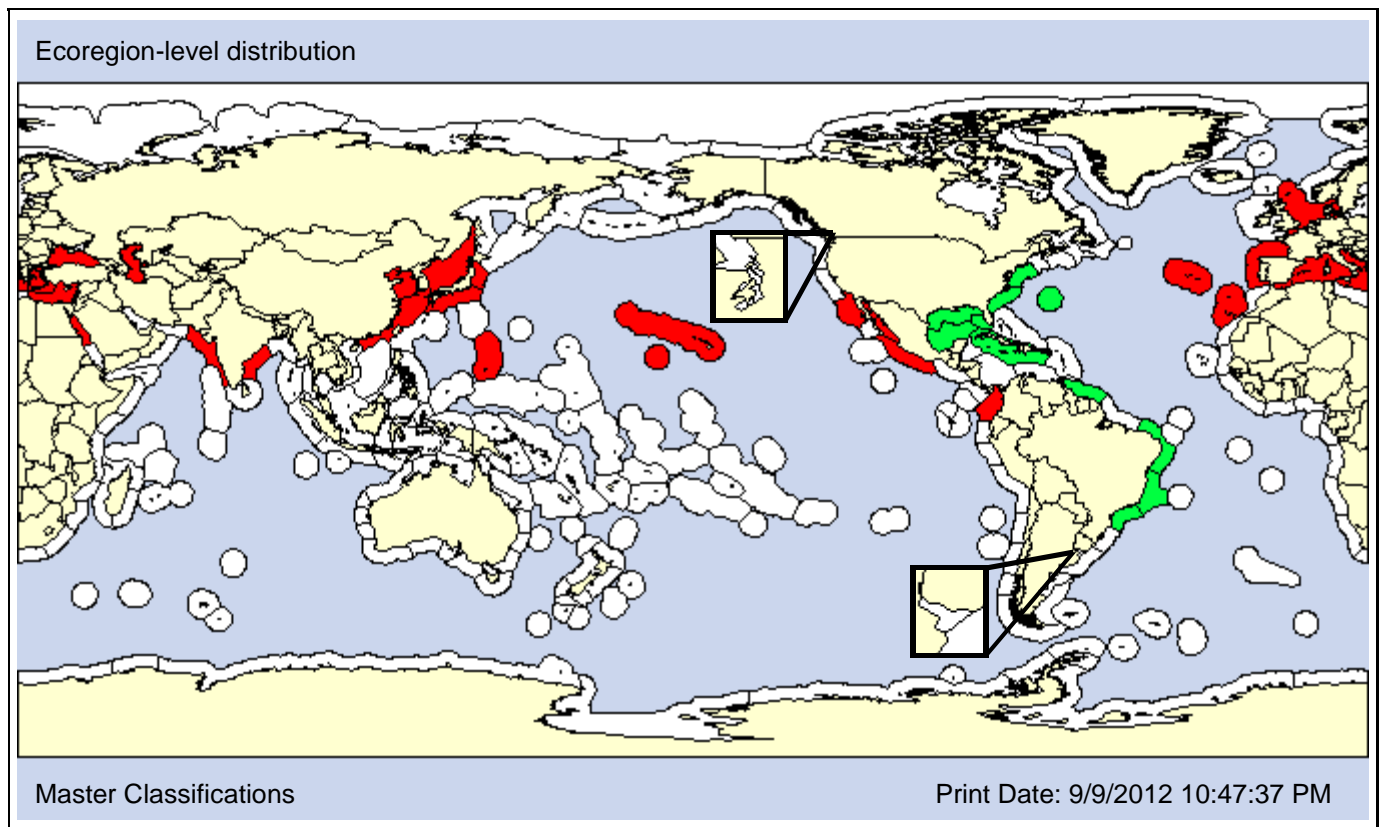 Ecoregion-level distribution
Master Classifications
Print Date: 9/9/2012 10:47:37 PM